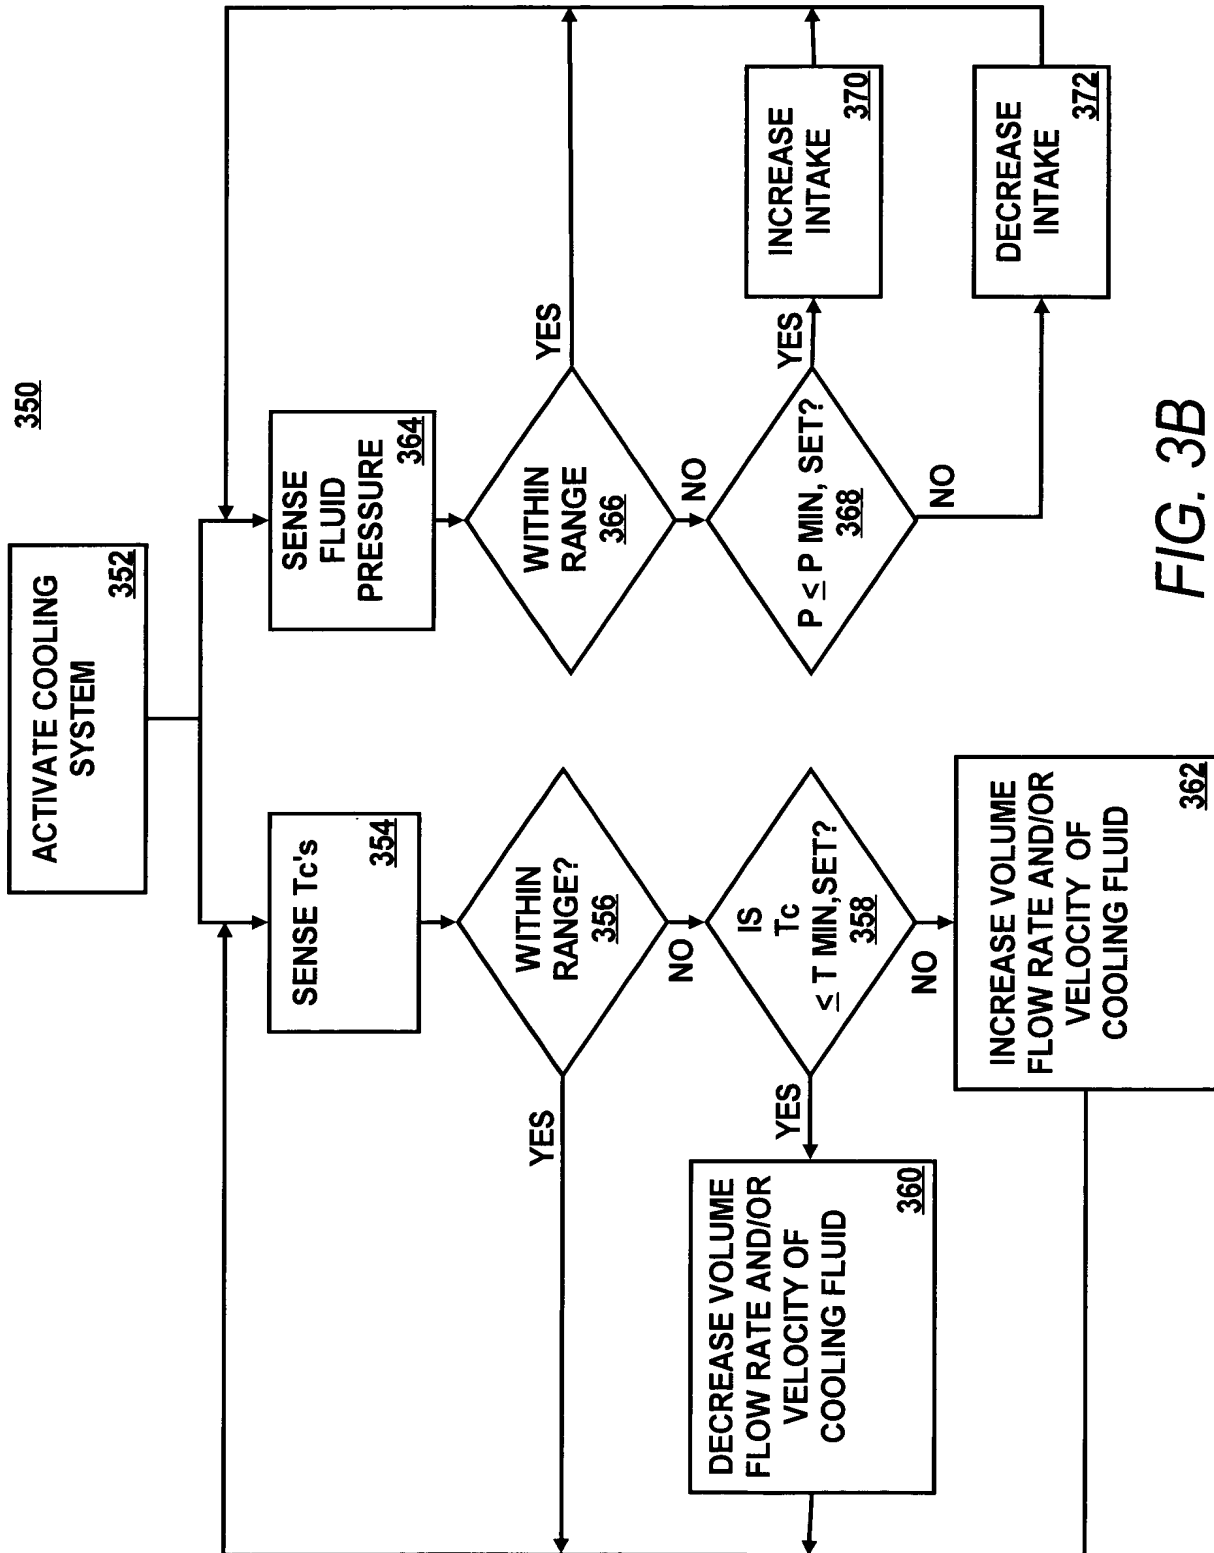 350
ACTIVATE COOLING
SYSTEM
352
SENSE Tc's
354
WITHIN
RANGE?
356
YES
NO
IS
Tc
≤ T MIN,SET?
358
YES
NO
DECREASE VOLUME
FLOW RATE AND/OR
VELOCITY OF
COOLING FLUID
360
INCREASE VOLUME
FLOW RATE AND/OR
VELOCITY OF
COOLING FLUID
362
SENSE
FLUID
PRESSURE
364
WITHIN
RANGE
366
YES
NO
P ≤ P MIN, SET?
368
YES
NO
INCREASE
INTAKE
370
DECREASE
INTAKE
372
FIG. 3B